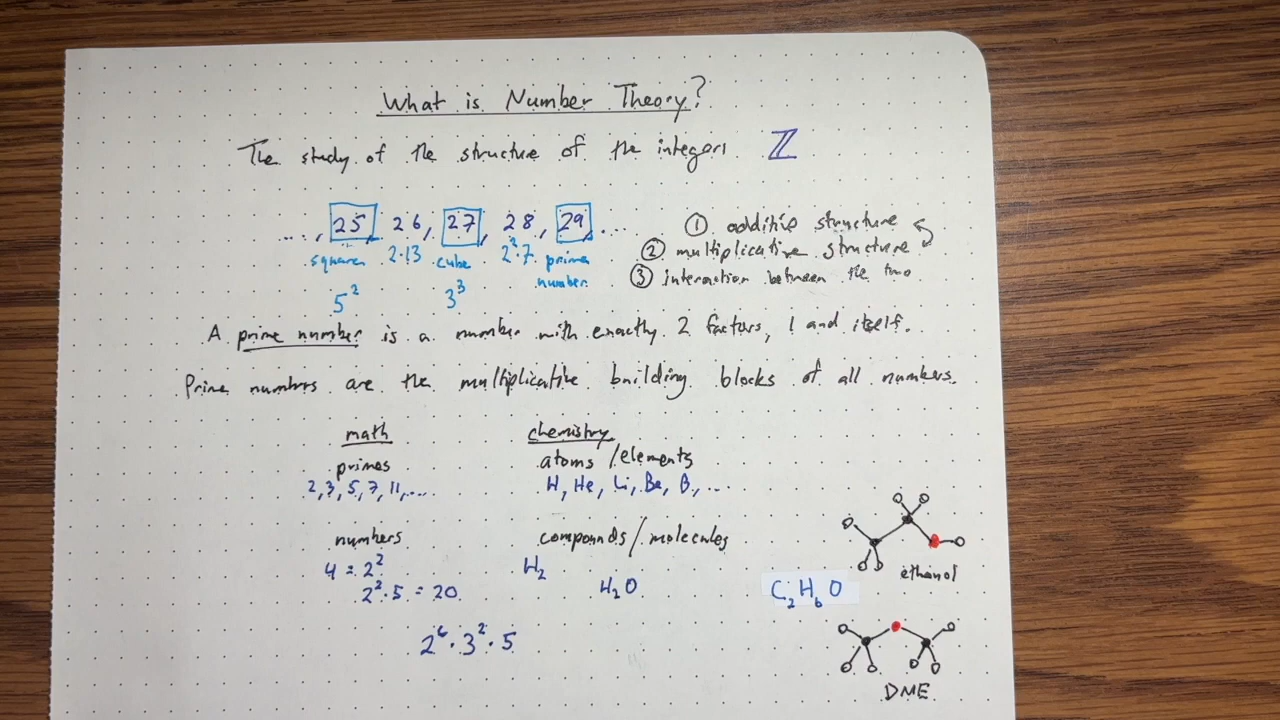 What is Number Theory?
The study of the structure of the integers ℤ
..., 25, 26, 27, 28, 29, ...
square 2·13 cube 2²·7 prime number
5² 3³
① additive structure
② multiplicative structure
③ interaction between the two
A prime number is a number with exactly 2 factors, 1 and itself.
Prime numbers are the multiplicative building blocks of all numbers.
math chemistry
primes atoms/elements
2, 3, 5, 7, 11, ... H, He, Li, Be, B, ...
numbers compounds/molecules
4 = 2² H₂
2²·5 = 20 H₂O C₂H₆O
2⁶·3²·5
ethanol
DME